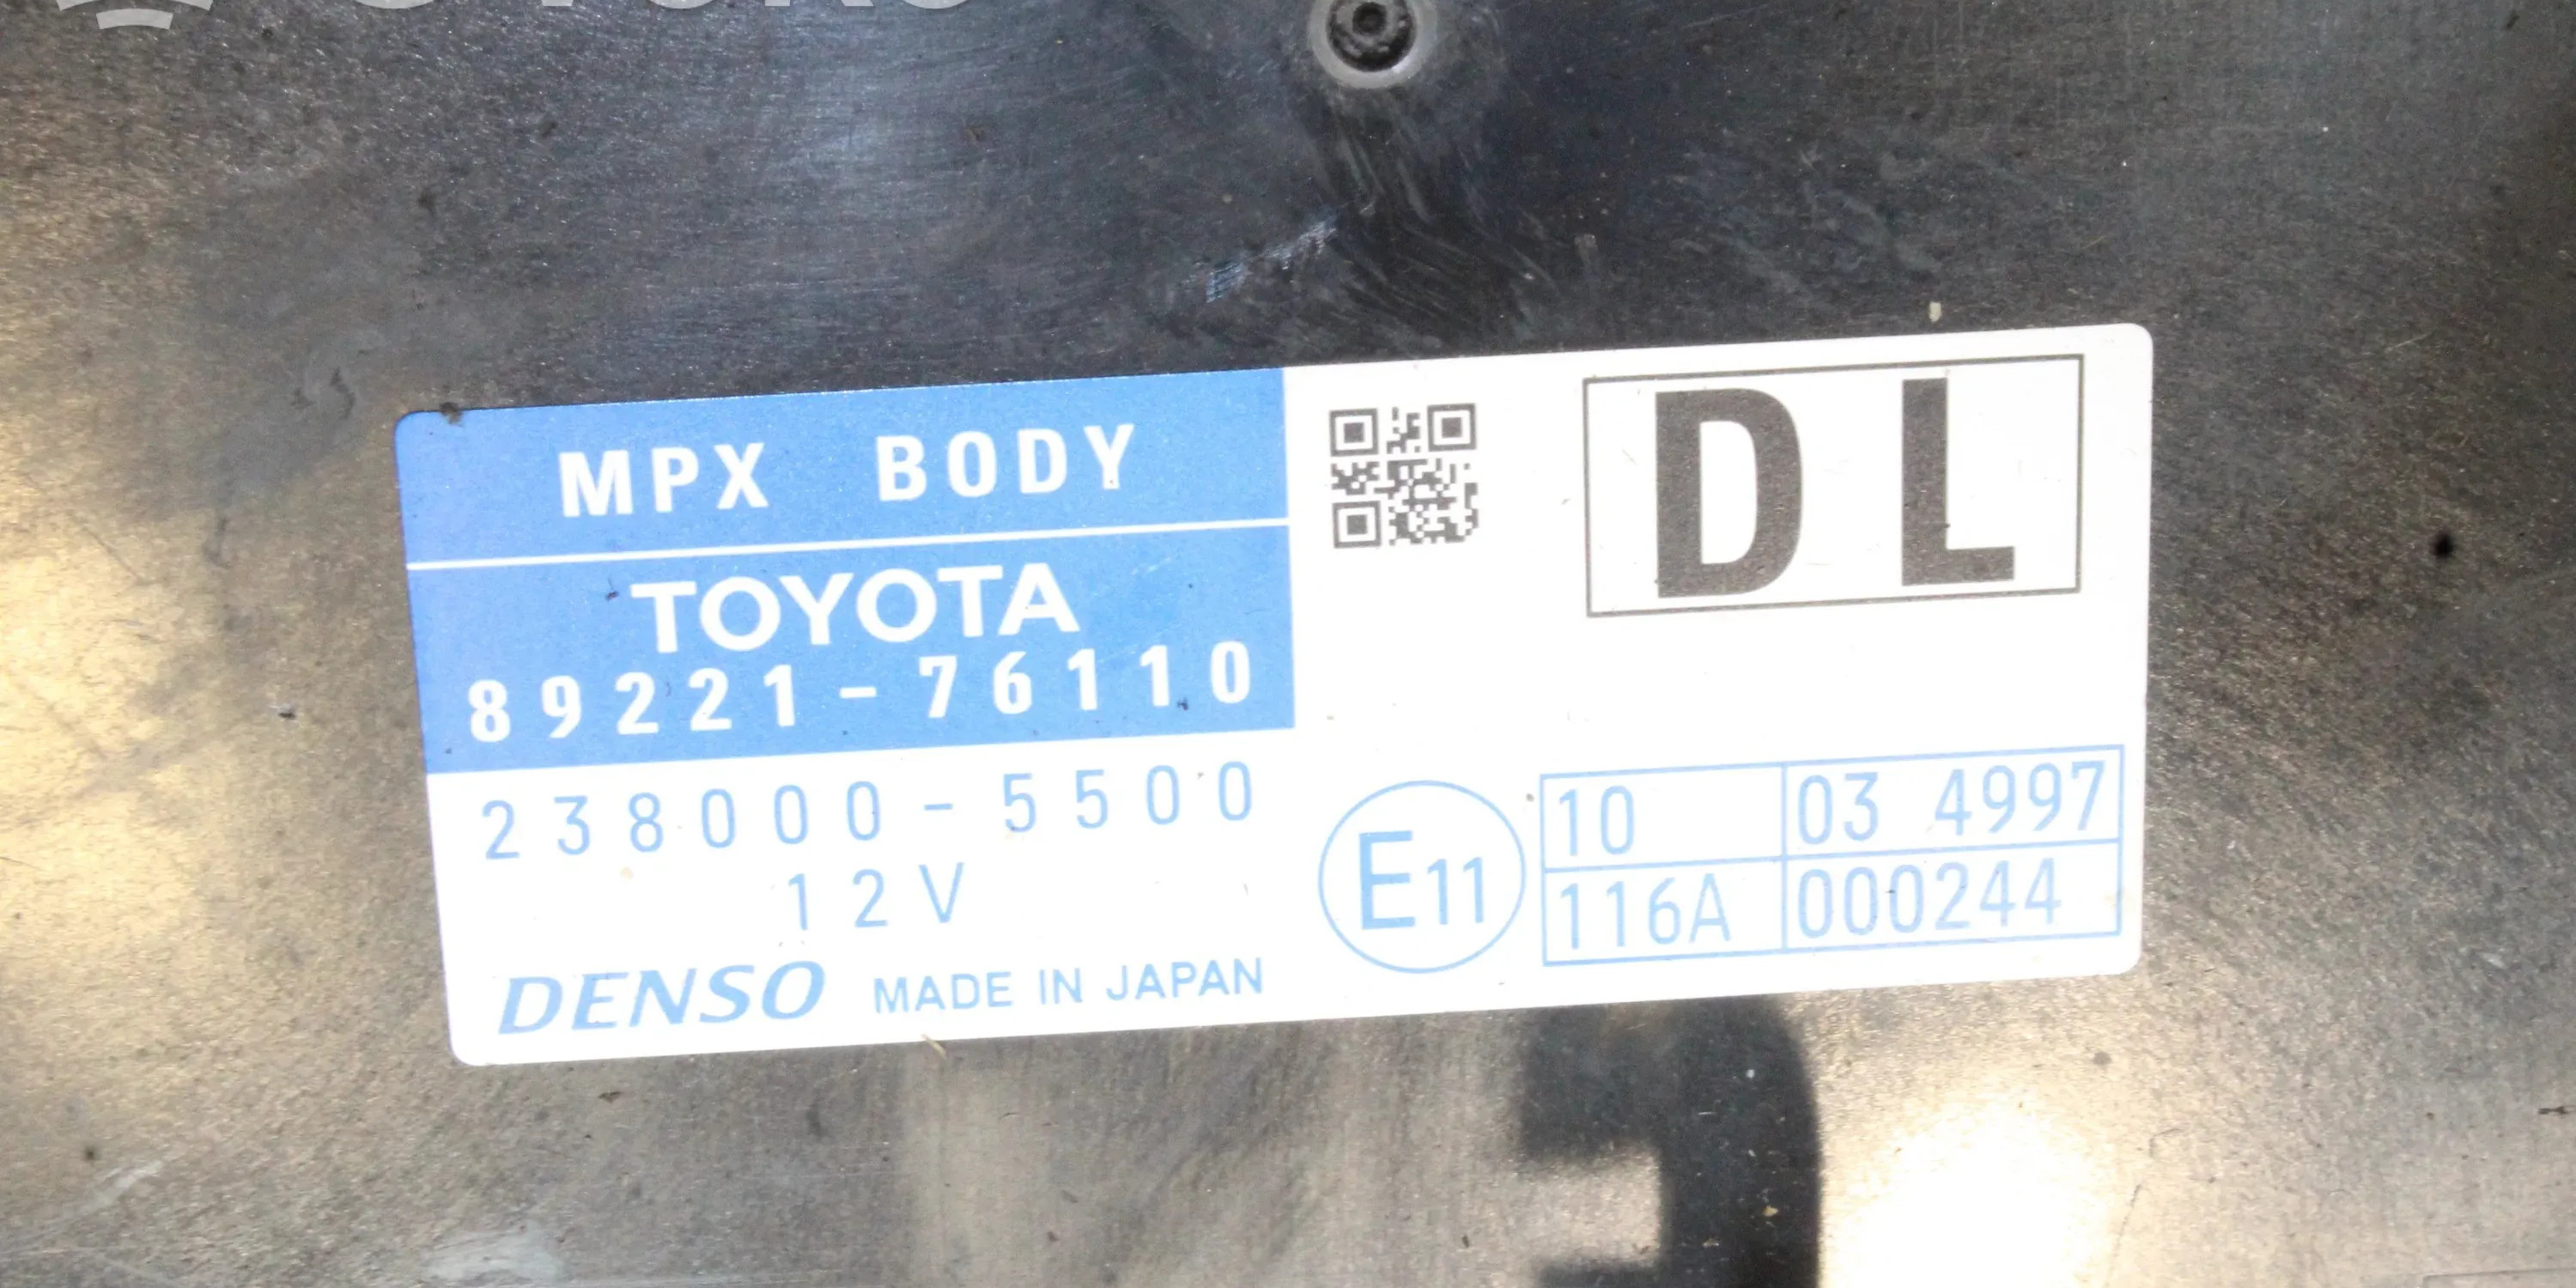 MPX BODY
TOYOTA
89221-76110
238000-5500
12V
DENSO MADE IN JAPAN
DL
E11
10 03 4997
116A 000244